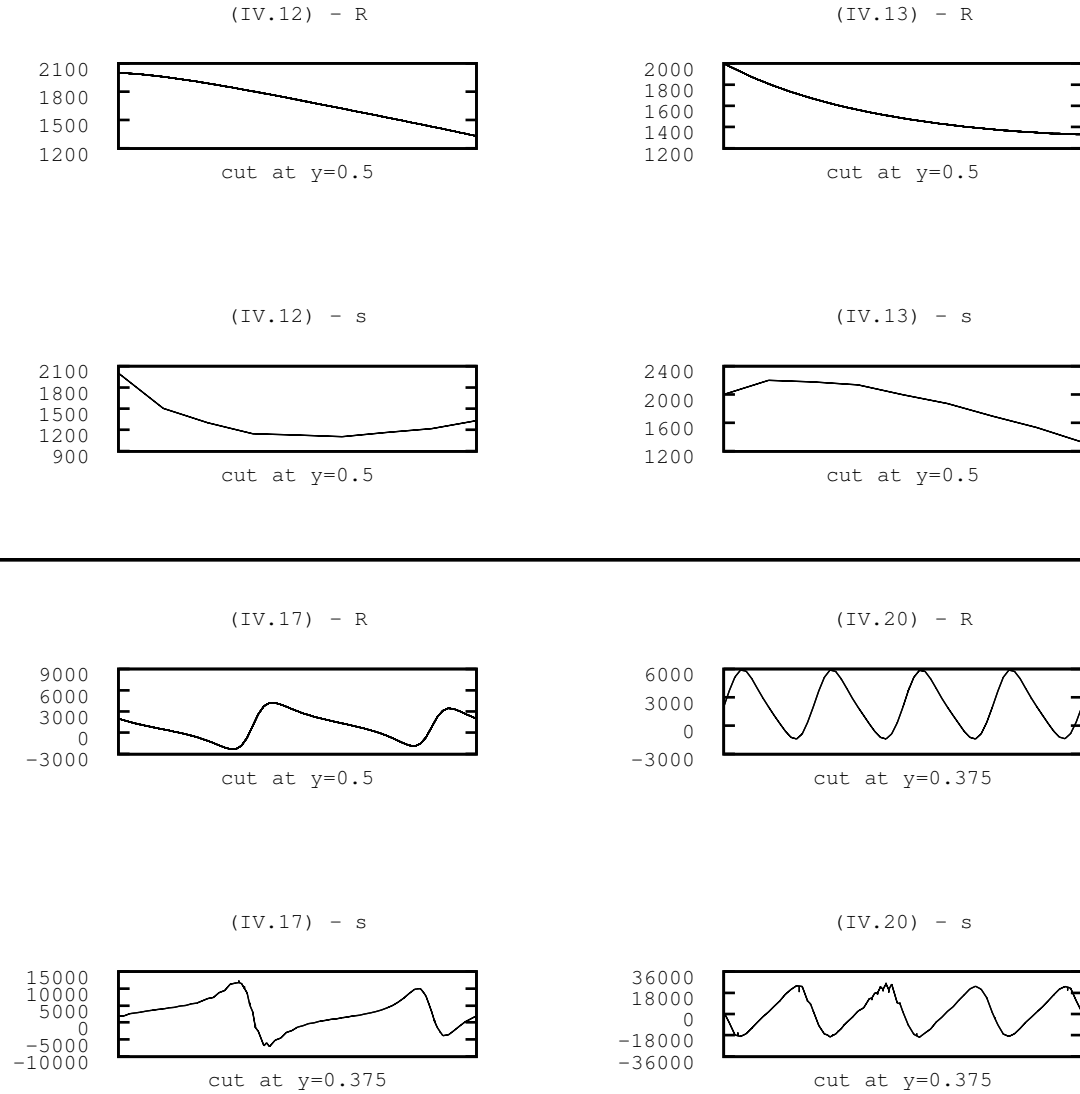 (IV.12) - R
2100
1800
1500
1200
cut at y=0.5
(IV.13) - R
2000
1800
1600
1400
1200
cut at y=0.5
(IV.12) - s
2100
1800
1500
1200
900
cut at y=0.5
(IV.13) - s
2400
2000
1600
1200
cut at y=0.5
(IV.17) - R
9000
6000
3000
0
-3000
cut at y=0.5
(IV.20) - R
6000
3000
0
-3000
cut at y=0.375
(IV.17) - s
15000
10000
5000
0
-5000
-10000
cut at y=0.375
(IV.20) - s
36000
18000
0
-18000
-36000
cut at y=0.375